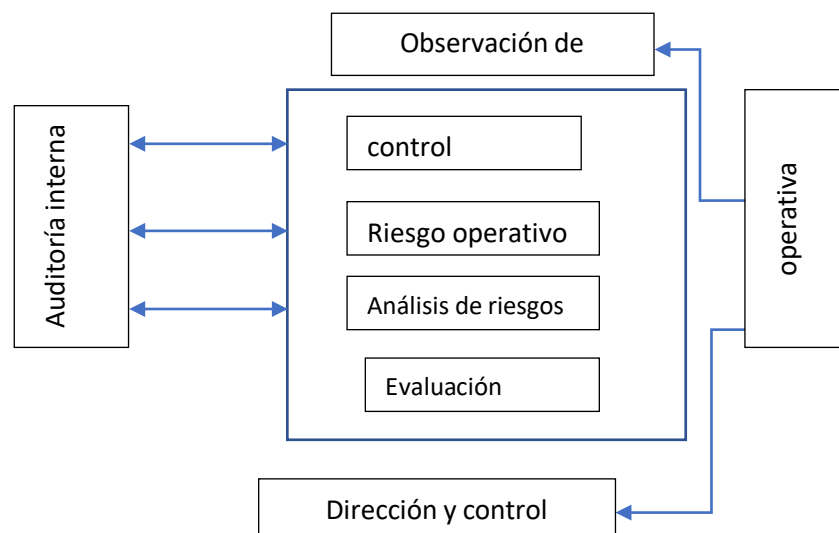 Observación de
Auditoría interna
control
Riesgo operativo
Análisis de riesgos
Evaluación
operativa
Dirección y control